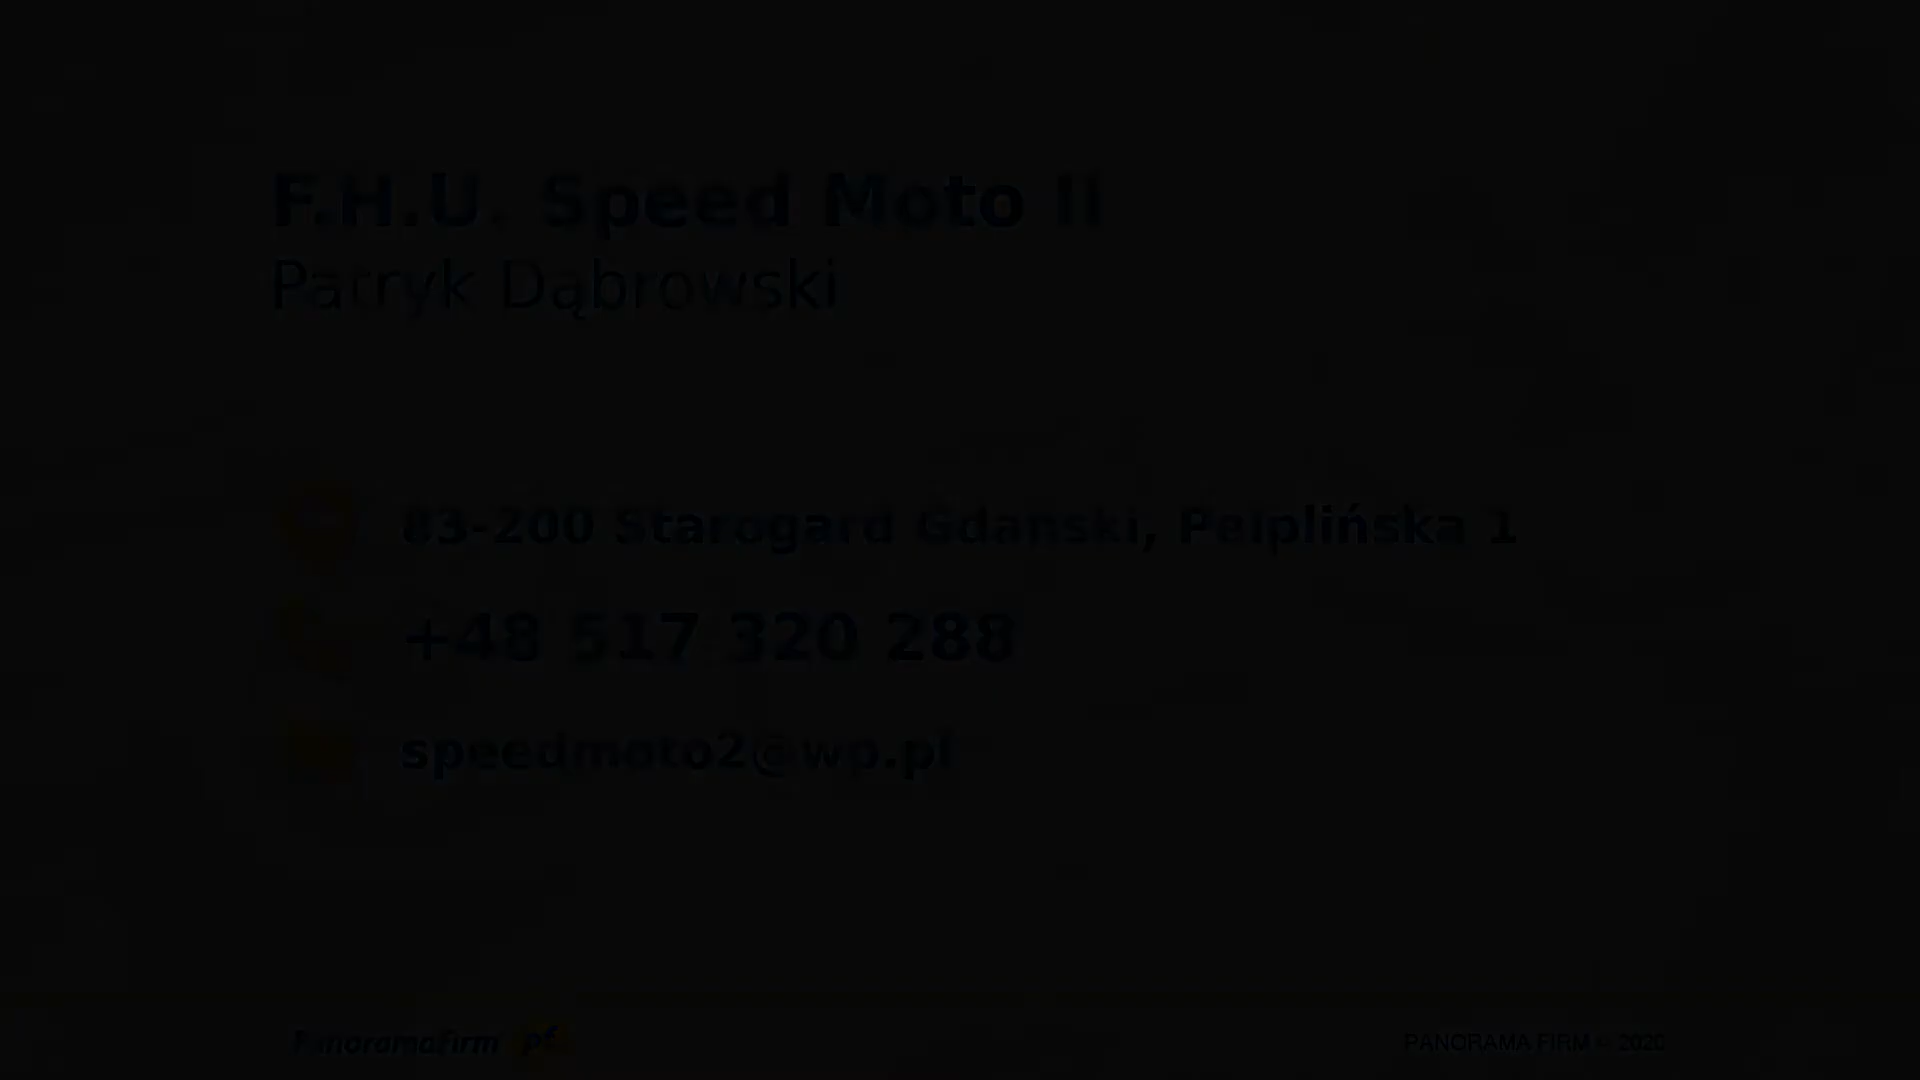 F.H.U. Speed Moto II
Patryk Dąbrowski
83-200 Starogard Gdański, Pelplińska 1
+48 517 320 288
speedmoto2@wp.pl
PanoramaFirm pf
PANORAMA FIRM © 2020